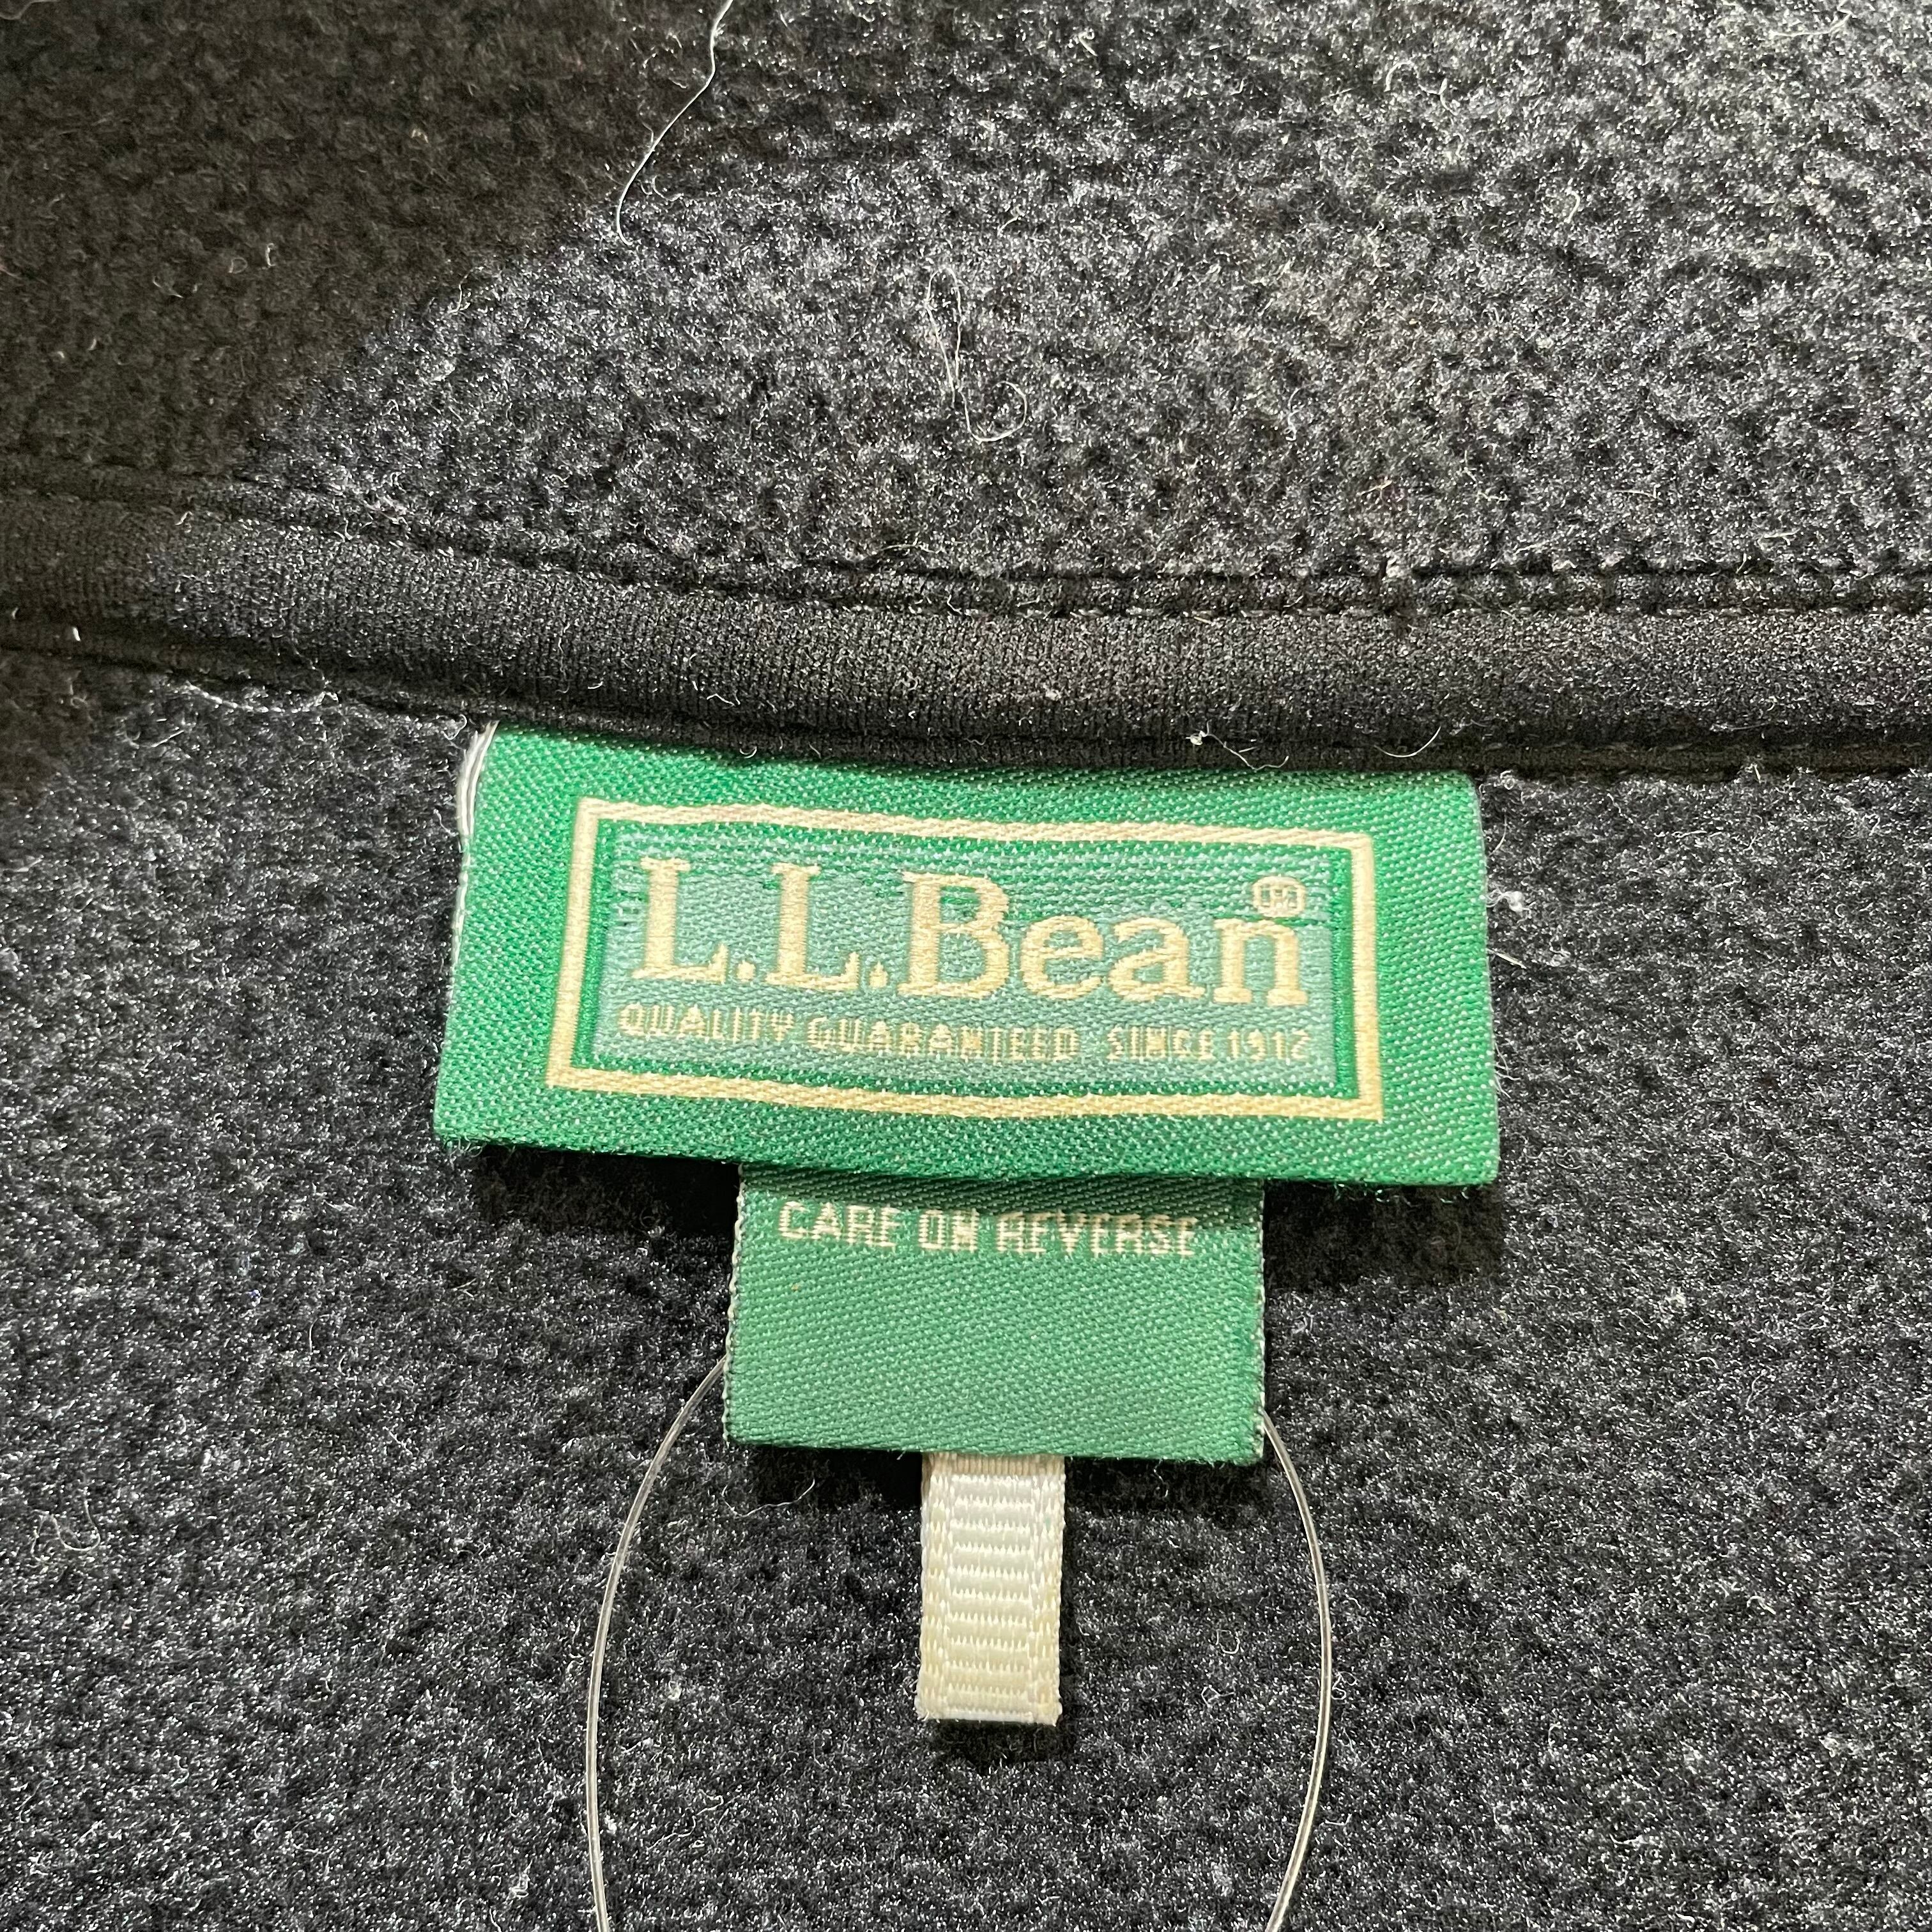 L.L.Bean®
QUALITY GUARANTEED SINCE 1912
CARE ON REVERSE